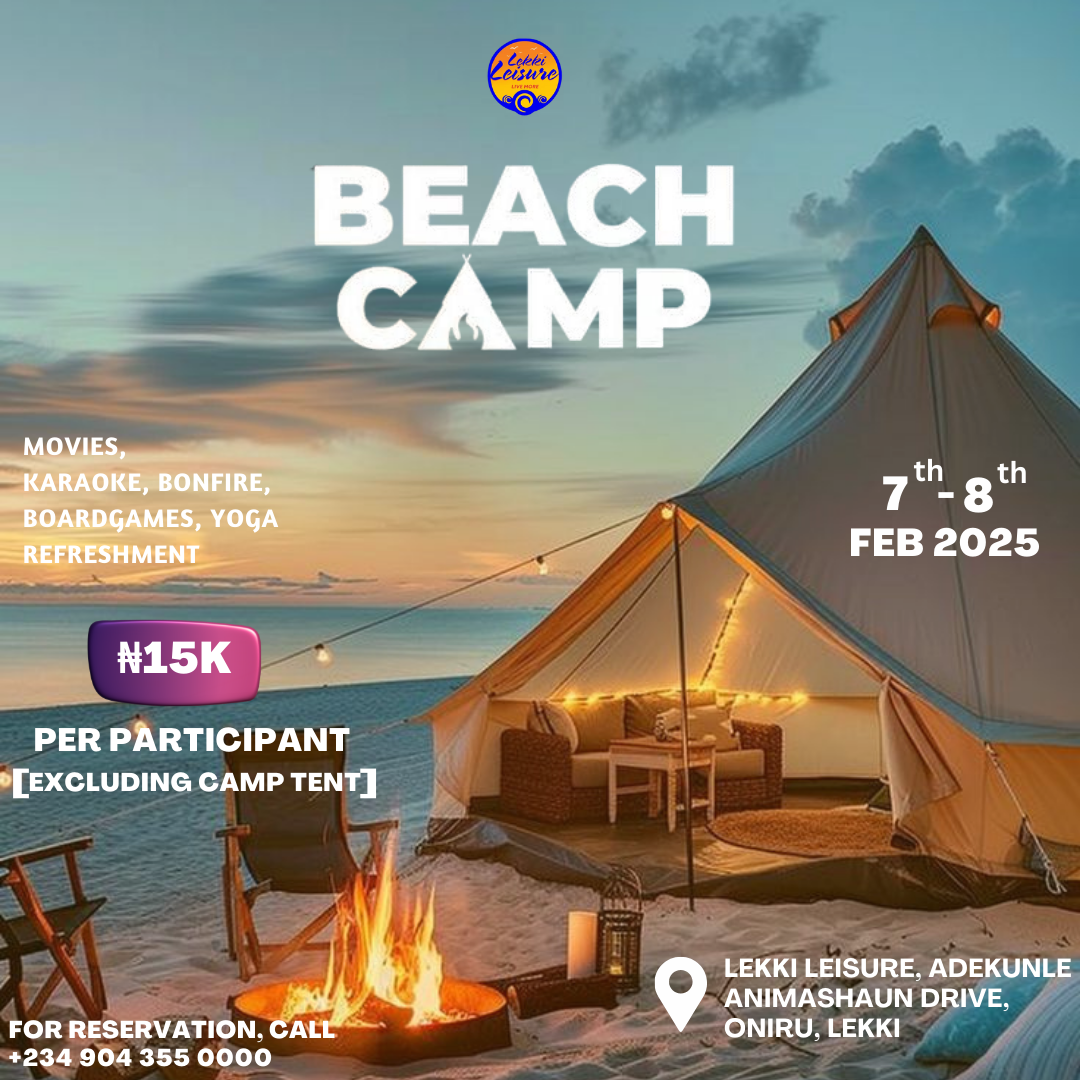 Lekki
Leisure
LIVE MORE
BEACH
CAMP
MOVIES,
KARAOKE, BONFIRE,
BOARDGAMES, YOGA
REFRESHMENT
7th - 8th
FEB 2025
₦15K
PER PARTICIPANT
[EXCLUDING CAMP TENT]
LEKKI LEISURE, ADEKUNLE
ANIMASHAUN DRIVE,
ONIRU, LEKKI
FOR RESERVATION, CALL
+234 904 355 0000